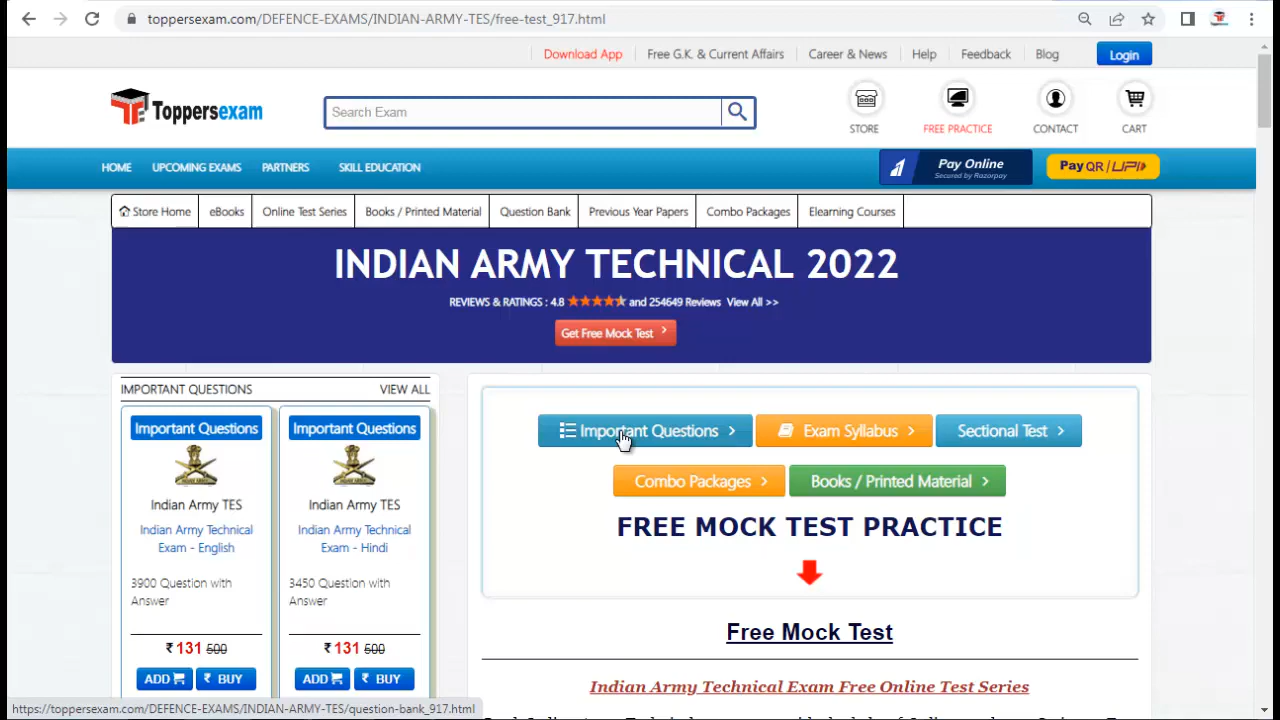 toppersexam.com/DEFENCE-EXAMS/INDIAN-ARMY-TES/free-test_917.html
Download App Free G.K. & Current Affairs Career & News Help Feedback Blog Login
Toppersexam
Search Exam
STORE FREE PRACTICE CONTACT CART
HOME UPCOMING EXAMS PARTNERS SKILL EDUCATION
Pay Online
Secured by Razorpay
Pay QR / UPI
Store Home eBooks Online Test Series Books / Printed Material Question Bank Previous Year Papers Combo Packages Elearning Courses
INDIAN ARMY TECHNICAL 2022
REVIEWS & RATINGS : 4.8 and 254649 Reviews View All >>
Get Free Mock Test >
IMPORTANT QUESTIONS VIEW ALL
Important Questions
Indian Army TES
Indian Army Technical
Exam - English
3900 Question with
Answer
₹ 131 500
ADD ₹ BUY
Important Questions
Indian Army TES
Indian Army Technical
Exam - Hindi
3450 Question with
Answer
₹ 131 500
ADD ₹ BUY
Important Questions > Exam Syllabus > Sectional Test >
Combo Packages > Books / Printed Material >
FREE MOCK TEST PRACTICE
Free Mock Test
Indian Army Technical Exam Free Online Test Series
https://toppersexam.com/DEFENCE-EXAMS/INDIAN-ARMY-TES/question-bank_917.html